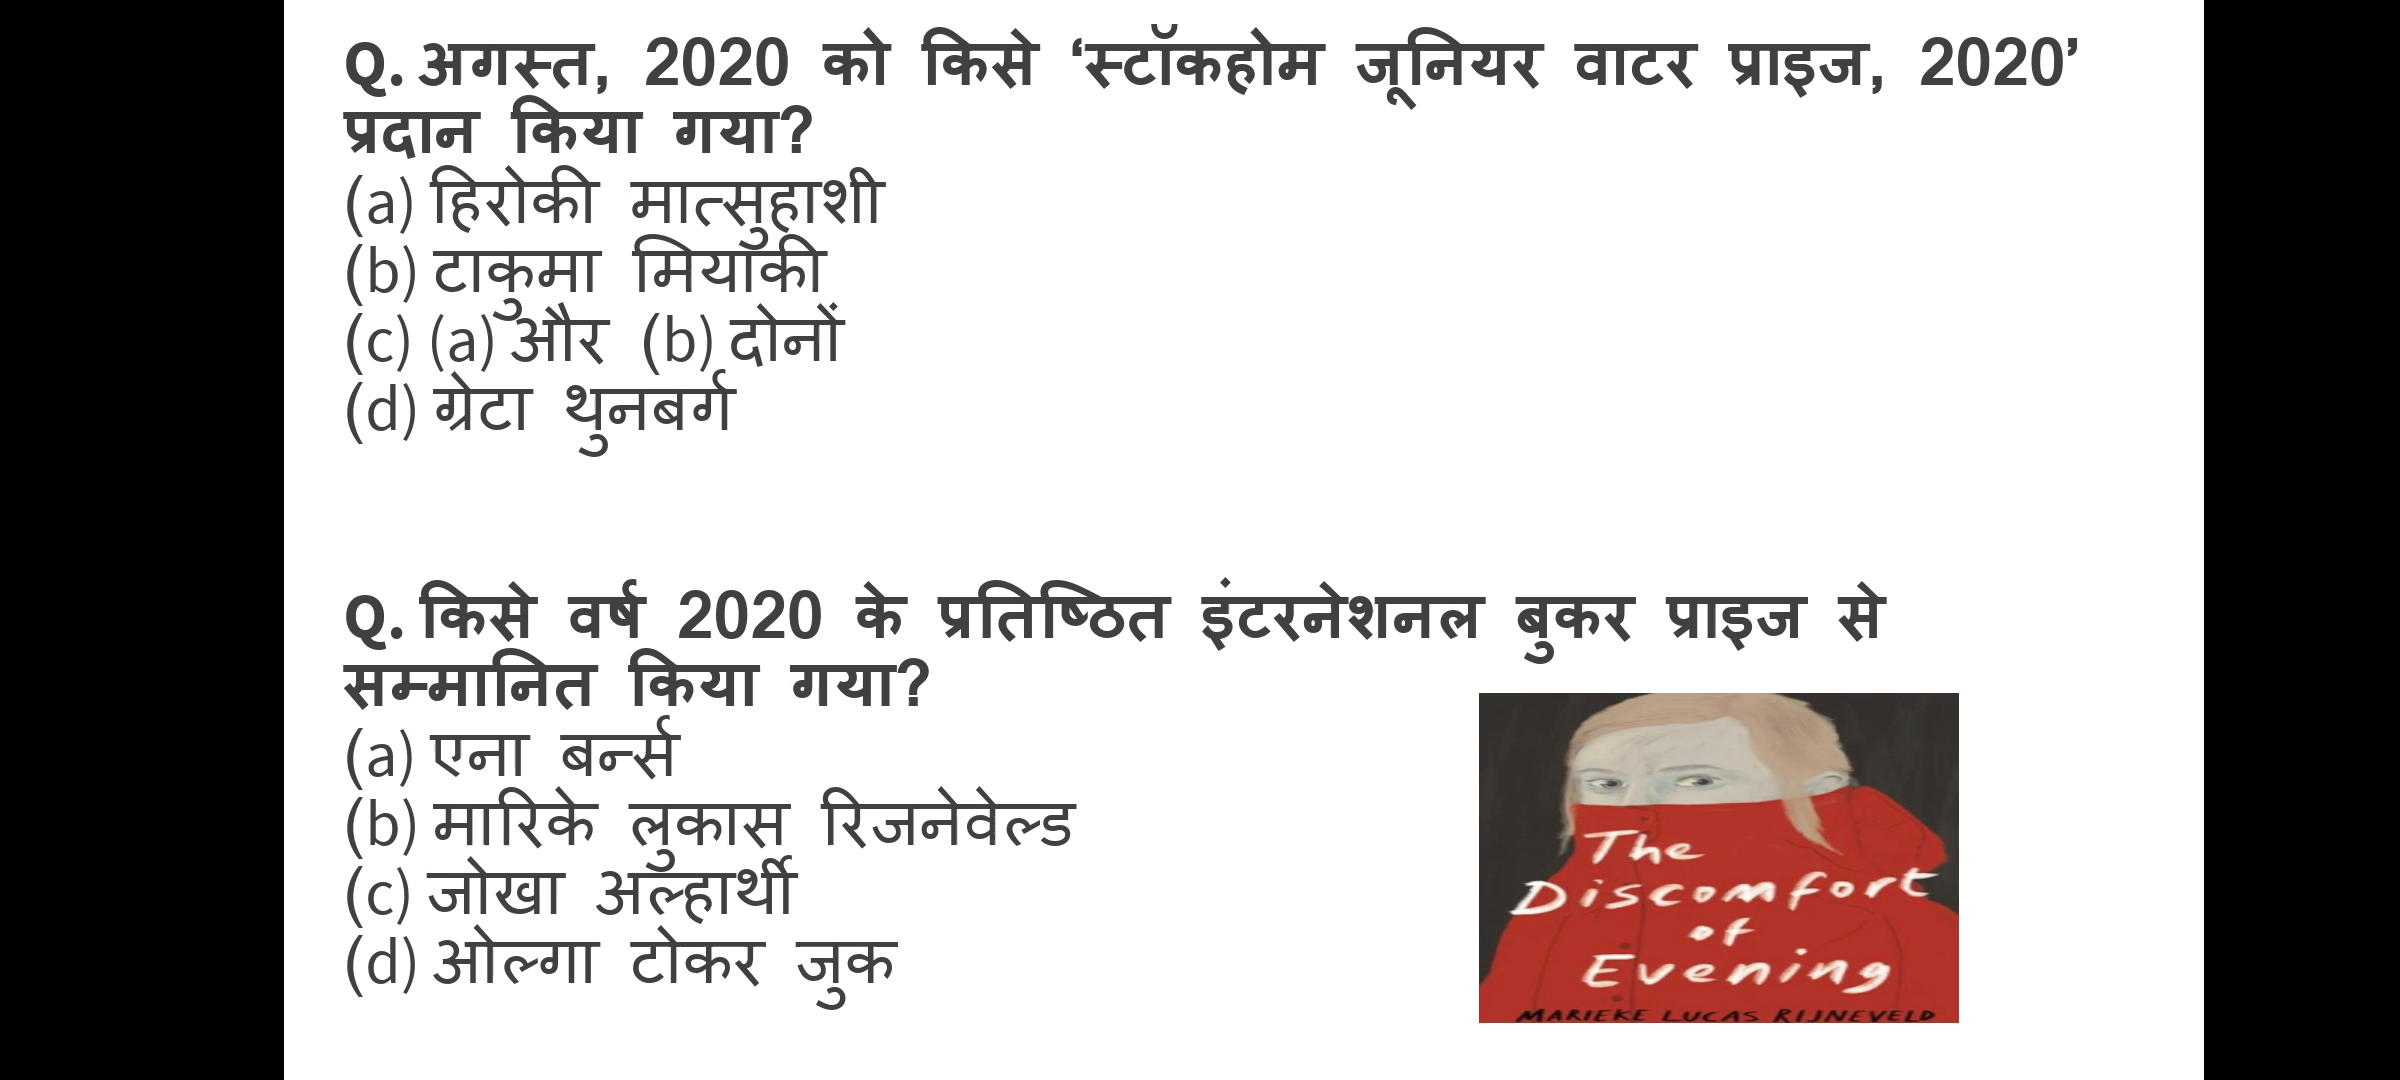 Q. अगस्त, 2020 को किसे ‘स्टॉकहोम जूनियर वाटर प्राइज, 2020’
प्रदान किया गया?
(a) हिरोकी मात्सुहाशी
(b) टाकुमा मियाकी
(c) (a) और (b) दोनों
(d) ग्रेटा थुनबर्ग
Q. किसे वर्ष 2020 के प्रतिष्ठित इंटरनेशनल बुकर प्राइज से
सम्मानित किया गया?
(a) एना बर्न्स
(b) मारिके लुकास रिजनेवेल्ड
(c) जोखा अल्हार्थी
(d) ओल्गा टोकर जुक
The
Discomfort
of
Evening
MARIEKE LUCAS RIJNEVELD